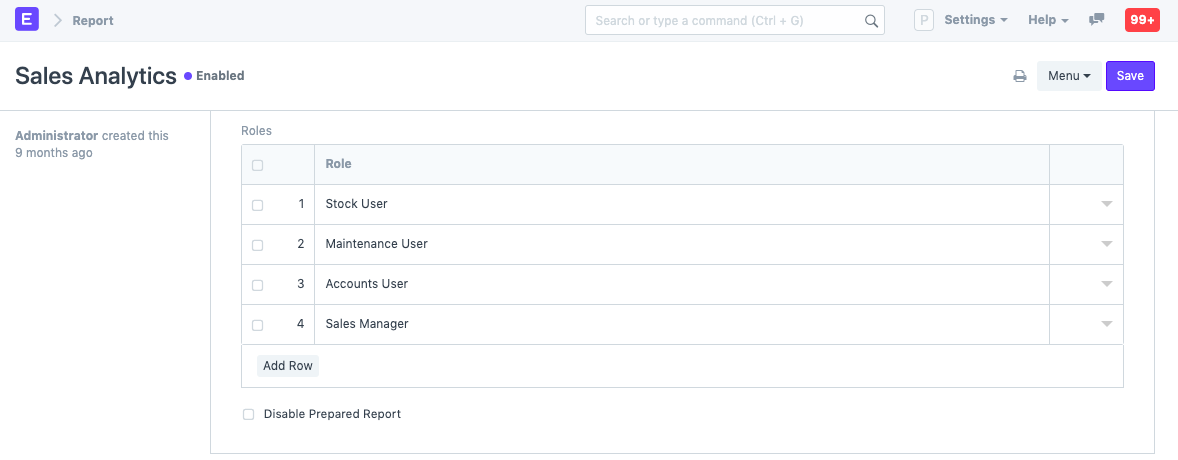 E Report Search or type a command (Ctrl + G) P Settings Help 99+
Sales Analytics Enabled Menu Save
Administrator created this
9 months ago
Roles
Role
1 Stock User
2 Maintenance User
3 Accounts User
4 Sales Manager
Add Row
Disable Prepared Report